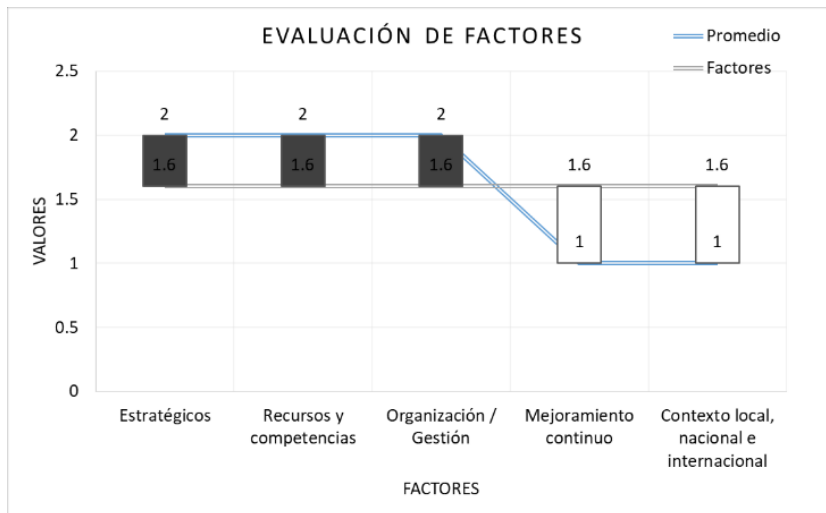 EVALUACIÓN DE FACTORES
Promedio
Factores
2.5
2
1.5
1
0.5
0
VALORES
2 2 2 1.6 1.6
1.6 1.6 1.6 1 1
Estratégicos
Recursos y
competencias
Organización /
Gestión
Mejoramiento
continuo
Contexto local,
nacional e
internacional
FACTORES